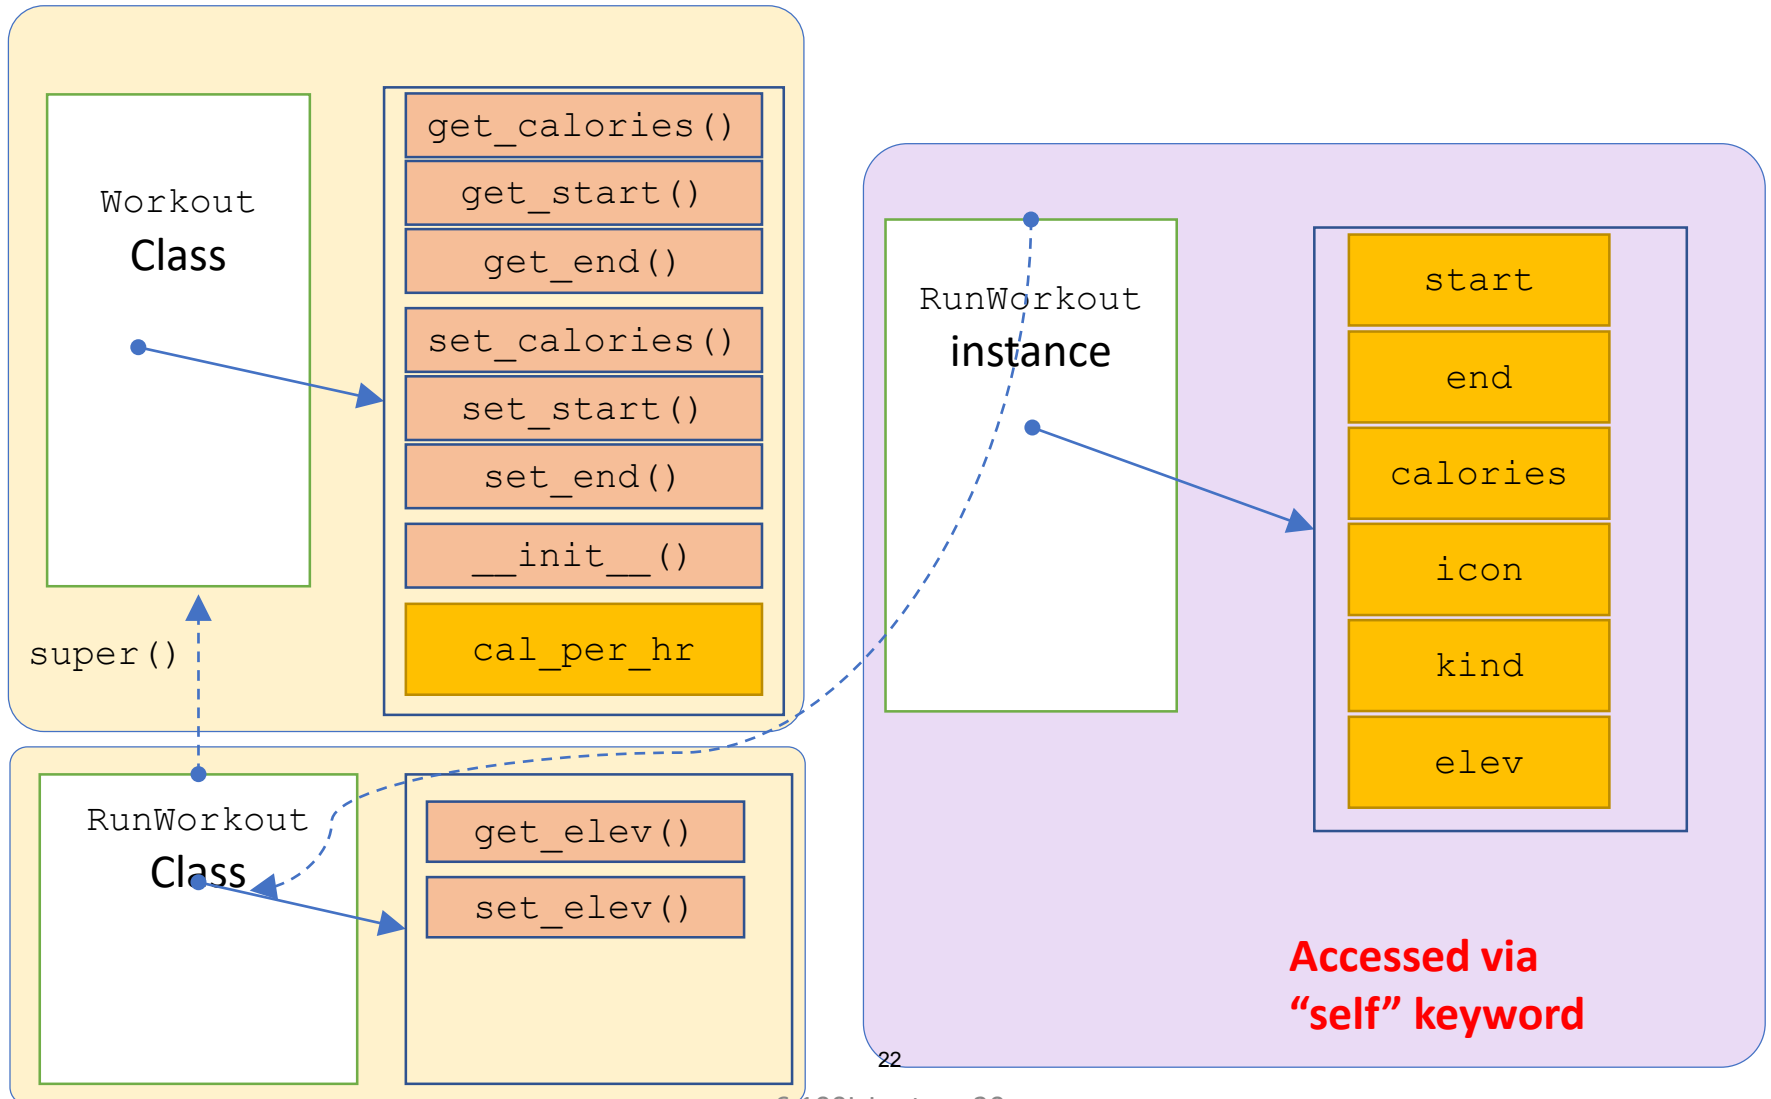 Workout
Class
get_calories()
get_start()
get_end()
set_calories()
set_start()
set_end()
__init__()
cal_per_hr
super()
RunWorkout
Class
get_elev()
set_elev()
RunWorkout
instance
start
end
calories
icon
kind
elev
Accessed via
“self” keyword
22